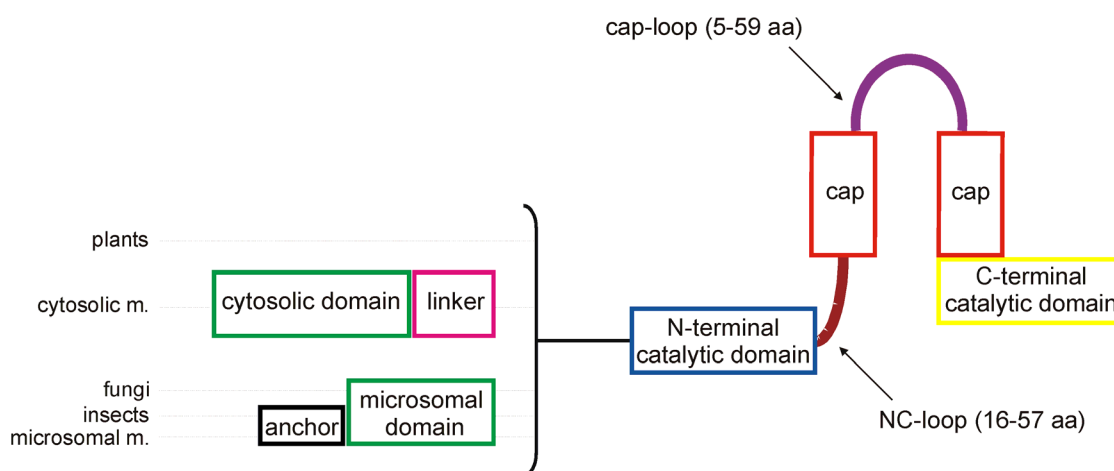 cap-loop (5-59 aa)
cap
cap
plants
cytosolic m.
cytosolic domain
linker
C-terminal
catalytic domain
N-terminal
catalytic domain
fungi
insects
microsomal m.
anchor
microsomal
domain
NC-loop (16-57 aa)